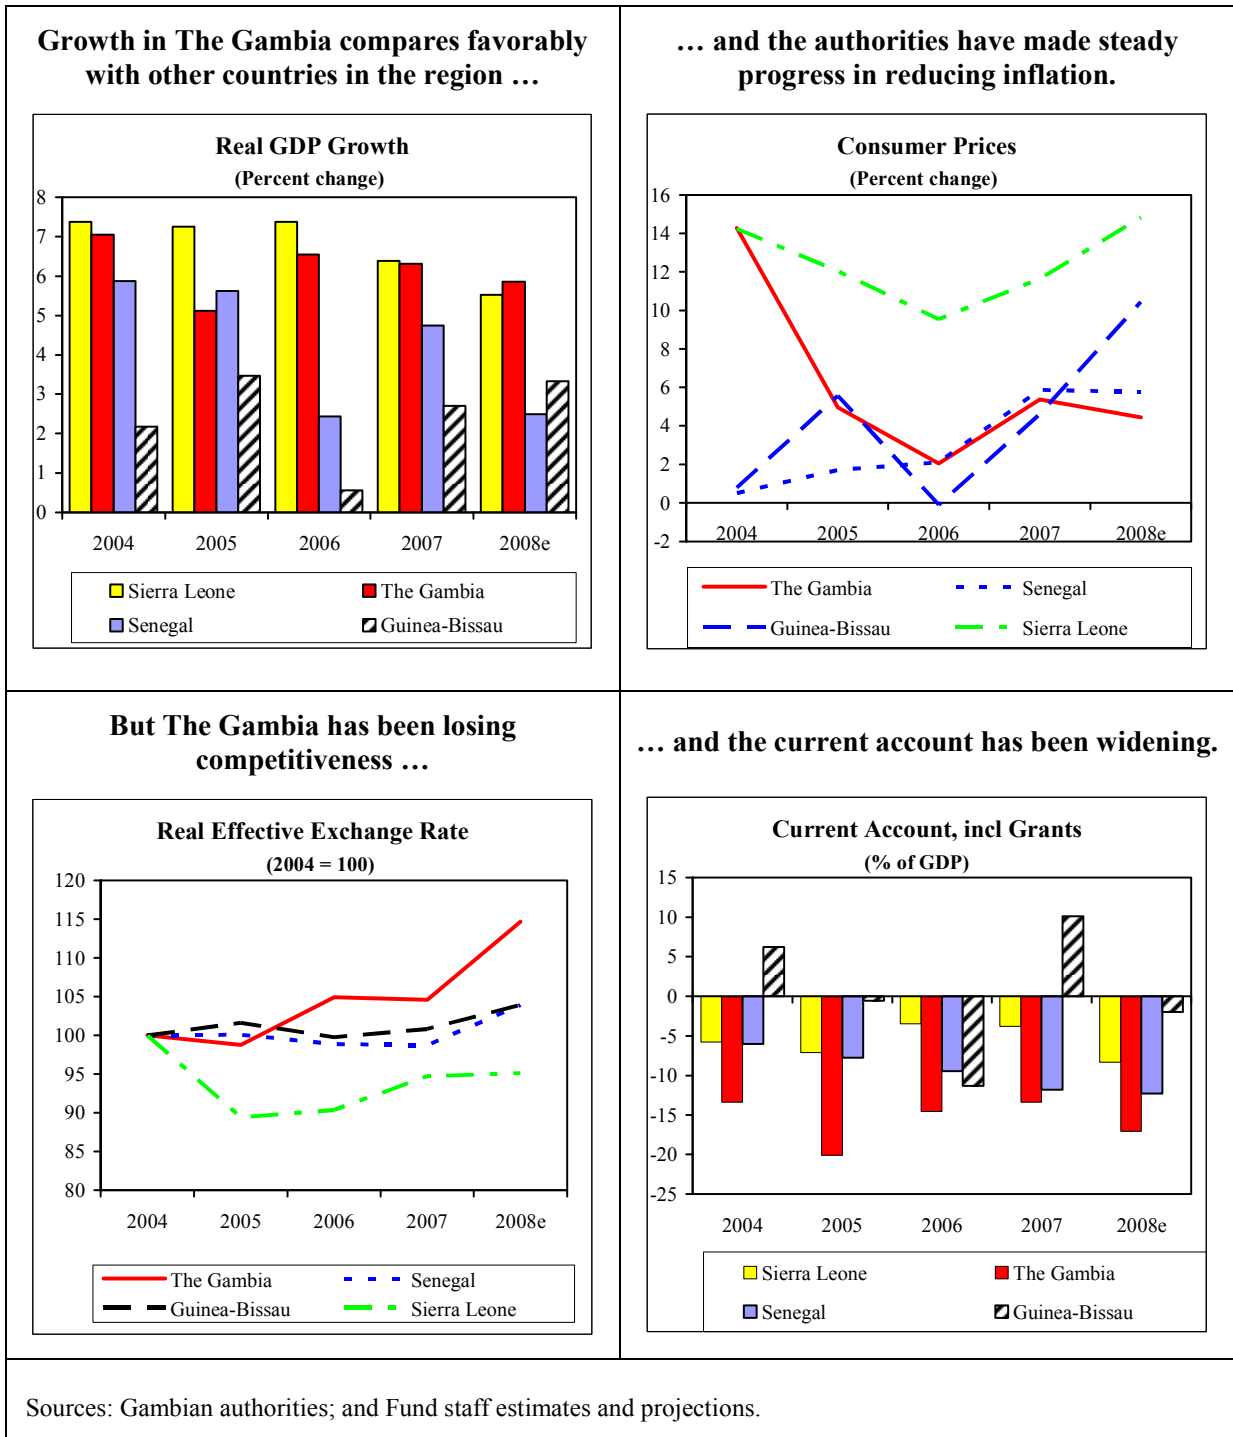 Growth in The Gambia compares favorably
with other countries in the region …
Real GDP Growth
(Percent change)
8
7
6
5
4
3
2
1
0
2004 2005 2006 2007 2008e
Sierra Leone The Gambia
Senegal Guinea-Bissau
… and the authorities have made steady
progress in reducing inflation.
Consumer Prices
(Percent change)
16
14
12
10
8
6
4
2
0
-2
2004 2005 2006 2007 2008e
The Gambia Senegal
Guinea-Bissau Sierra Leone
But The Gambia has been losing
competitiveness …
Real Effective Exchange Rate
(2004 = 100)
120
115
110
105
100
95
90
85
80
2004 2005 2006 2007 2008e
The Gambia Senegal
Guinea-Bissau Sierra Leone
… and the current account has been widening.
Current Account, incl Grants
(% of GDP)
15
10
5
0
-5
-10
-15
-20
-25
2004 2005 2006 2007 2008e
Sierra Leone The Gambia
Senegal Guinea-Bissau
Sources: Gambian authorities; and Fund staff estimates and projections.